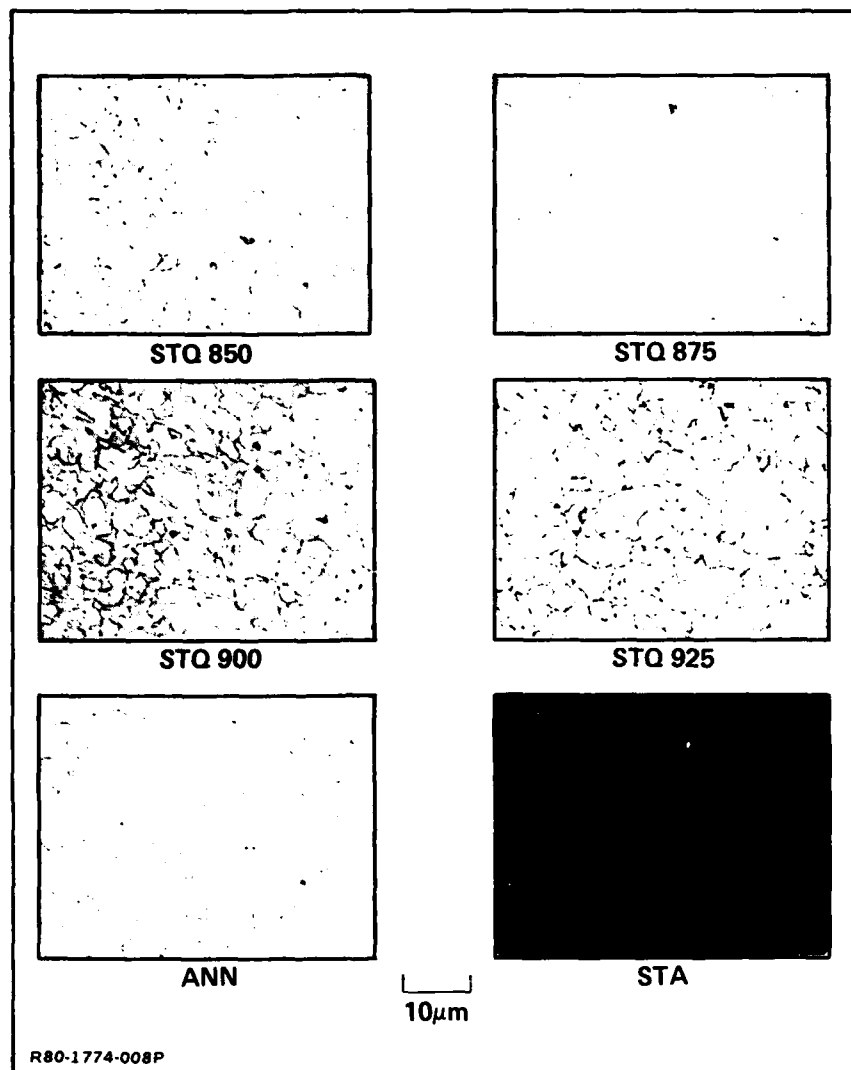 STQ 850
STQ 875
STQ 900
STQ 925
ANN
STA
10μm
R80-1774-008P